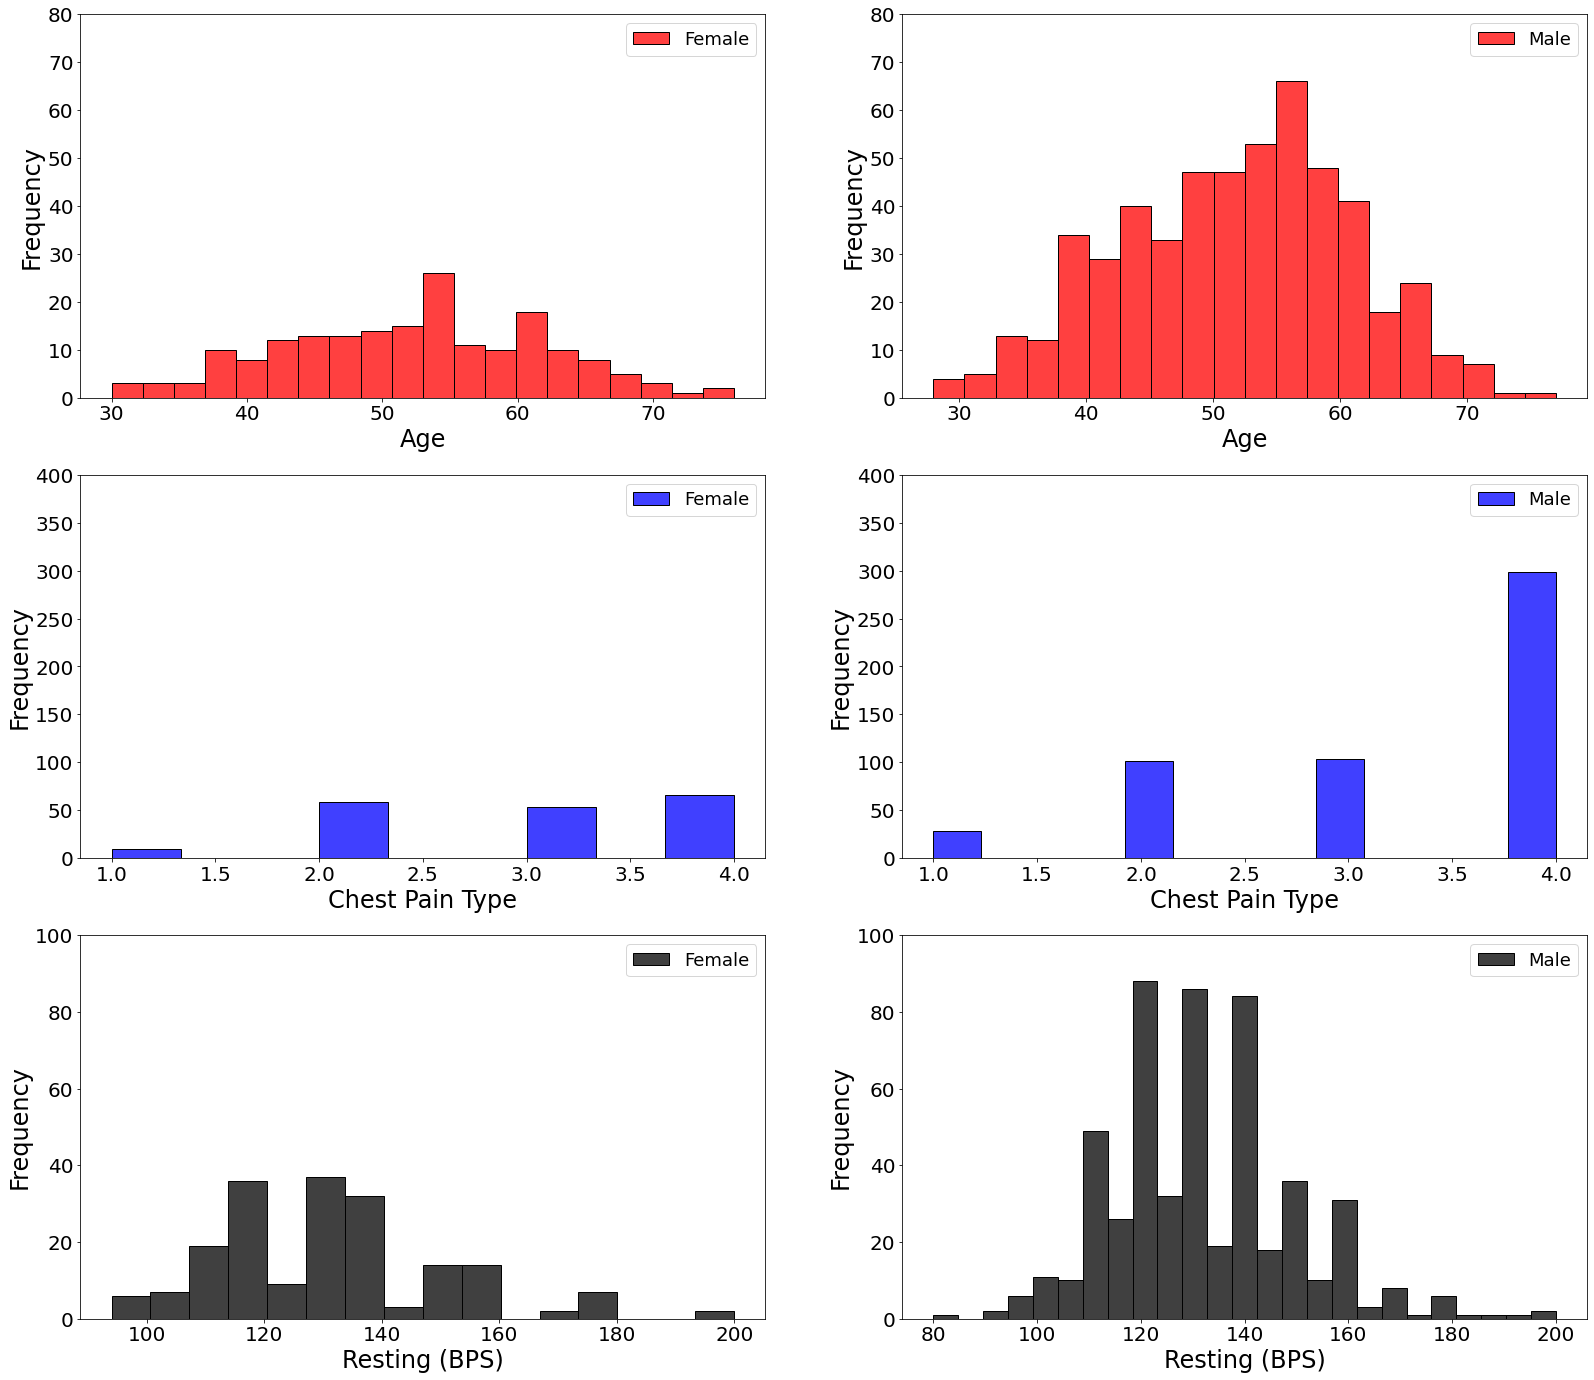 80
70
60
50
40
30
20
10
0
Frequency
Female
30 40 50 60 70
Age
80
70
60
50
40
30
20
10
0
Frequency
Male
30 40 50 60 70
Age
400
350
300
250
200
150
100
50
0
Frequency
Female
1.0 1.5 2.0 2.5 3.0 3.5 4.0
Chest Pain Type
400
350
300
250
200
150
100
50
0
Frequency
Male
1.0 1.5 2.0 2.5 3.0 3.5 4.0
Chest Pain Type
100
80
60
40
20
0
Frequency
Female
100 120 140 160 180 200
Resting (BPS)
100
80
60
40
20
0
Frequency
Male
80 100 120 140 160 180 200
Resting (BPS)